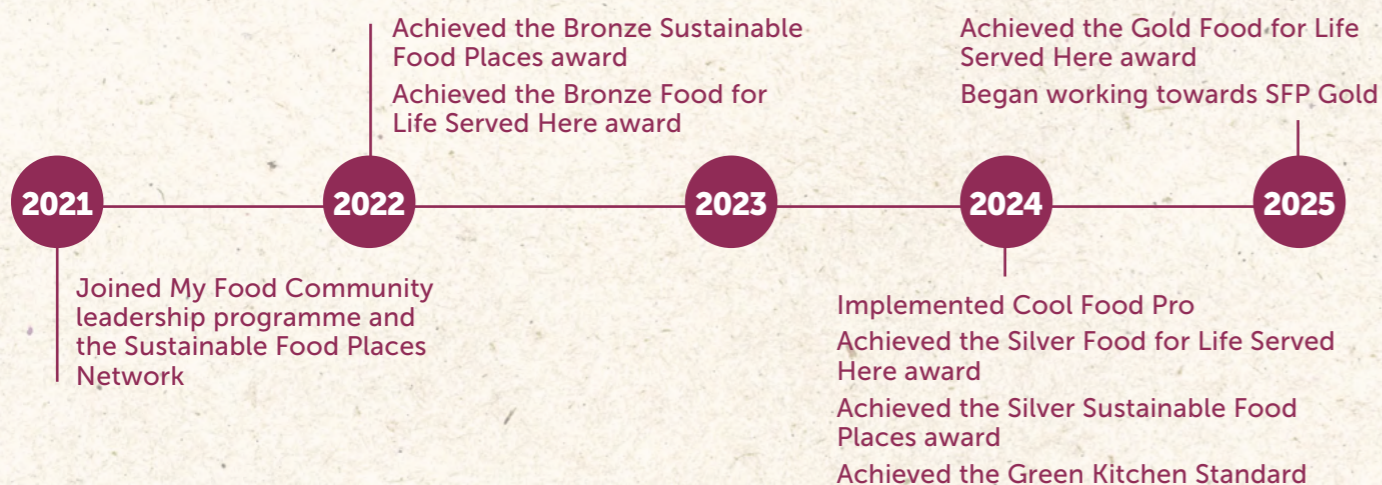 Achieved the Bronze Sustainable
Food Places award
Achieved the Bronze Food for
Life Served Here award
Achieved the Gold Food for Life
Served Here award
Began working towards SFP Gold
2021
2022
2023
2024
2025
Joined My Food Community
leadership programme and
the Sustainable Food Places
Network
Implemented Cool Food Pro
Achieved the Silver Food for Life Served
Here award
Achieved the Silver Sustainable Food
Places award
Achieved the Green Kitchen Standard